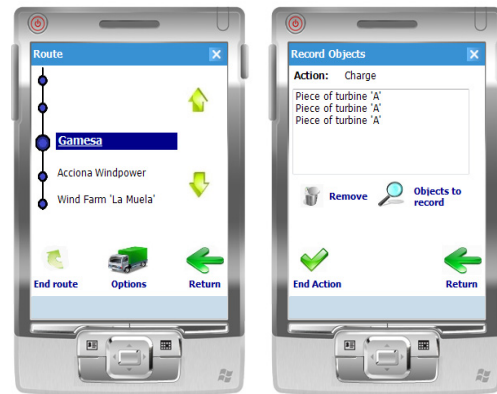 Route
Gamesa
Acciona Windpower
Wind Farm 'La Muela'
End route
Options
Return
Record Objects
Action: Charge
Piece of turbine 'A'
Piece of turbine 'A'
Piece of turbine 'A'
Remove
Objects to
record
End Action
Return